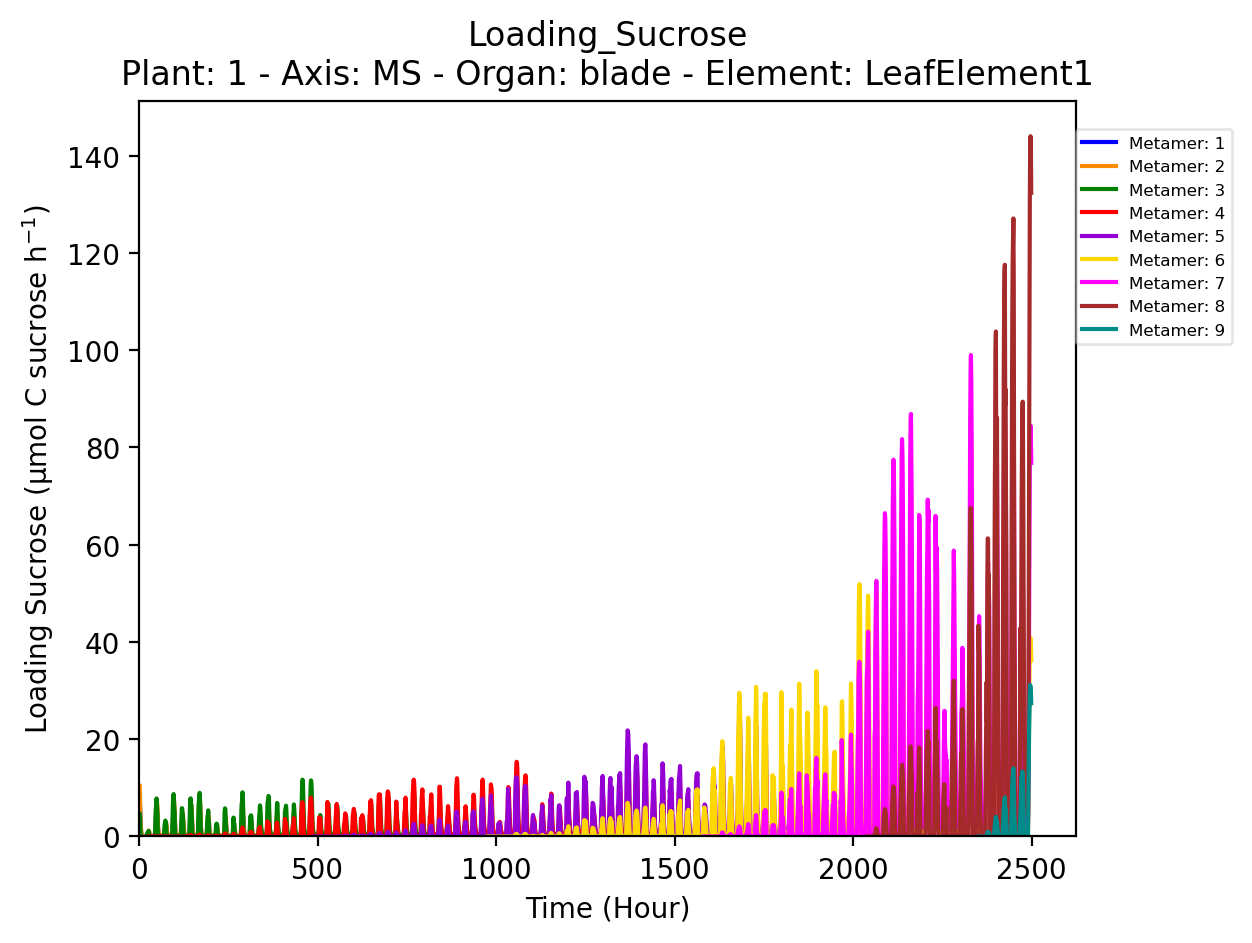 Loading_Sucrose
Plant: 1 - Axis: MS - Organ: blade - Element: LeafElement1
Loading Sucrose (µmol C sucrose h⁻¹)
140
120
100
80
60
40
20
0
0 500 1000 1500 2000 2500
Time (Hour)
Metamer: 1
Metamer: 2
Metamer: 3
Metamer: 4
Metamer: 5
Metamer: 6
Metamer: 7
Metamer: 8
Metamer: 9